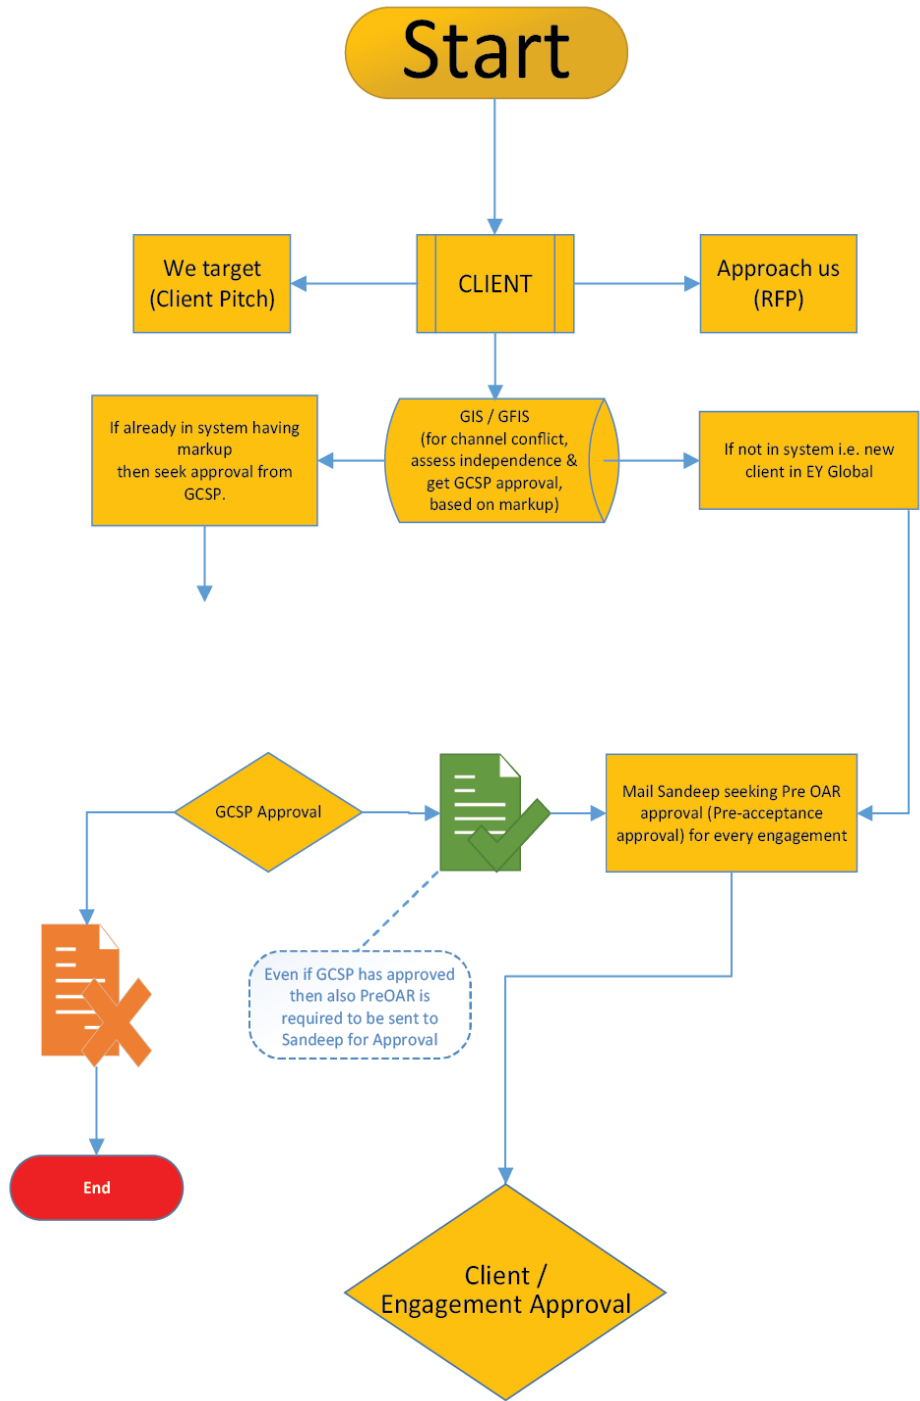 Start
We target
(Client Pitch)
CLIENT
Approach us
(RFP)
If already in system having
markup
then seek approval from
GCSP.
GIS / GFIS
(for channel conflict,
assess independence &
get GCSP approval,
based on markup)
If not in system i.e. new
client in EY Global
GCSP Approval
Mail Sandeep seeking Pre OAR
approval (Pre-acceptance
approval) for every engagement
Even if GCSP has approved
then also PreOAR is
required to be sent to
Sandeep for Approval
End
Client /
Engagement Approval